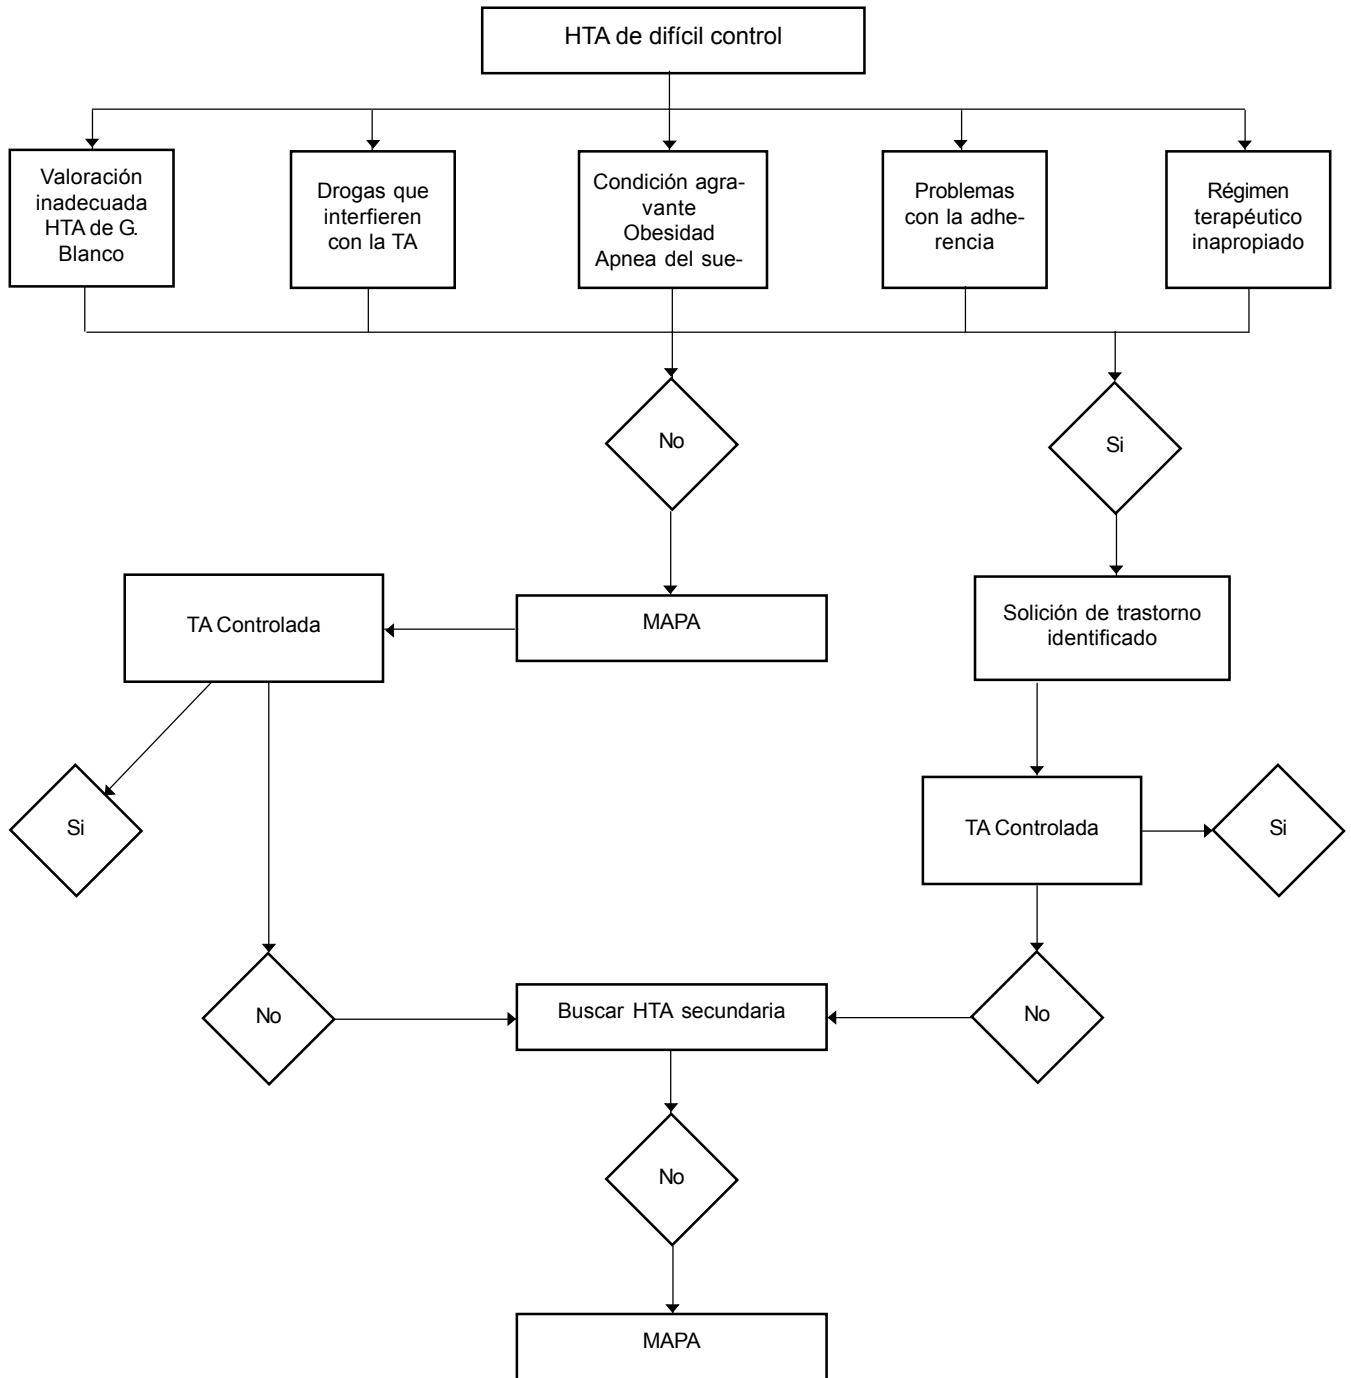 HTA de difícil control
Valoración
inadecuada
HTA de G.
Blanco
Drogas que
interfieren
con la TA
Condición agra-
vante
Obesidad
Apnea del sue-
Problemas
con la adhe-
rencia
Régimen
terapéutico
inapropiado
No
Si
TA Controlada
MAPA
Solición de trastorno
identificado
Si
TA Controlada
Si
No
Buscar HTA secundaria
No
No
MAPA